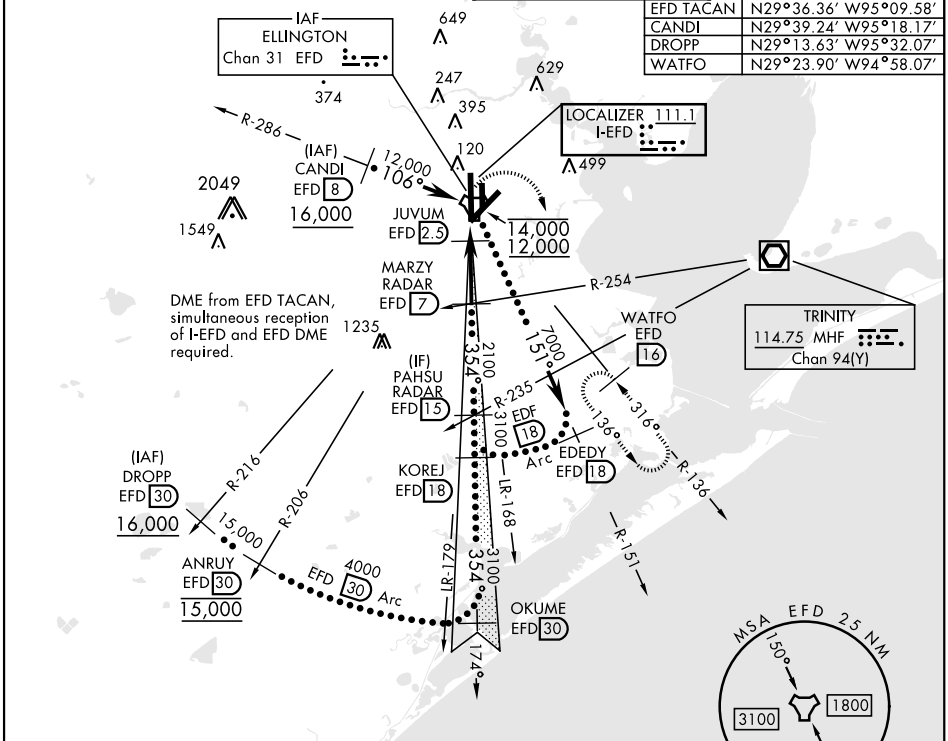 EFD TACAN N29°36.36' W95°09.58'
CANDI N29°39.24' W95°18.17'
DROPP N29°13.63' W95°32.07'
WATFO N29°23.90' W94°58.07'
IAF
ELLINGTON
Chan 31 EFD
374
649
247
395
120
629
LOCALIZER 111.1
I-EFD
499
R-286
(IAF)
CANDI
EFD 8
16,000
12,000
106°
2049
1549
JUVUM
EFD 2.5
14,000
12,000
MARZY
RADAR
EFD 7
R-254
DME from EFD TACAN,
simultaneous reception
of I-EFD and EFD DME
required.
1235
TRINITY
114.75 MHF
Chan 94(Y)
WATFO
EFD
16
7000
151°
2100
354°
(IF)
PAHSU
RADAR
EFD 15
R-235
3100
EDF
18
Arc
EDEDY
EFD 18
136°
316°
R-136
KOREJ
EFD 18
LR-168
R-151
(IAF)
DROPP
EFD 30
16,000
R-216
R-206
15,000
ANRUY
EFD 30
15,000
4000
EFD 30 Arc
LR-179
354°
3100
OKUME
EFD 30
174°
MSA EFD 25 NM
150°
3100
1800